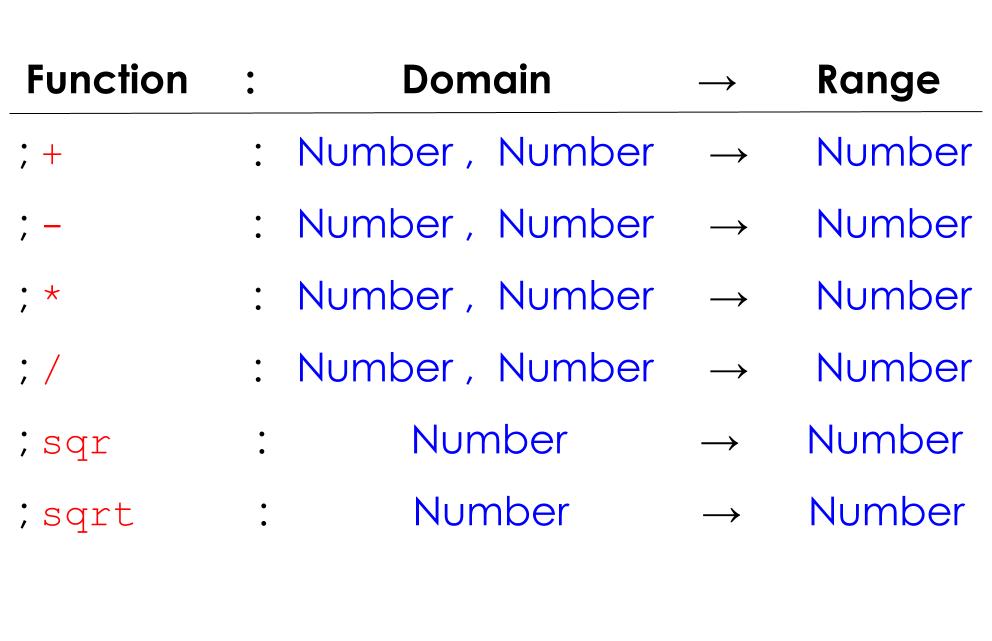 Function : Domain → Range
; + : Number , Number → Number
; - : Number , Number → Number
; * : Number , Number → Number
; / : Number , Number → Number
; sqr : Number → Number
; sqrt : Number → Number